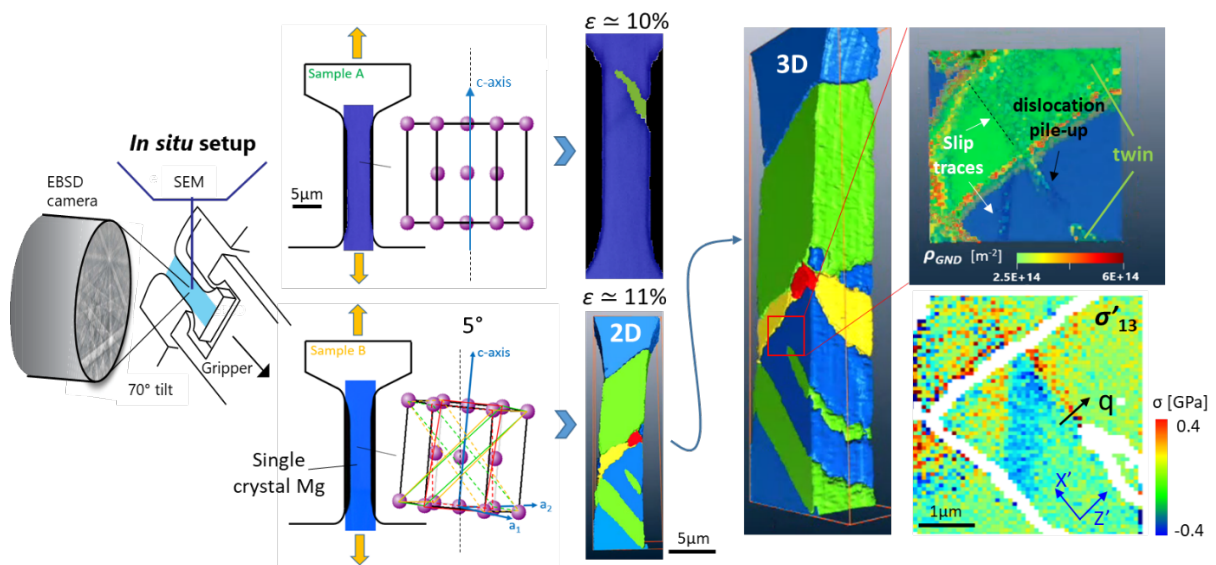 In situ setup
EBSD
camera
SEM
70° tilt
Gripper
Sample A
c-axis
5µm
Sample B
5°
c-axis
Single
crystal Mg
a₂
a₁
ε ≃ 10%
ε ≃ 11%
2D
5µm
3D
dislocation
pile-up
Slip
traces
twin
ρGND [m⁻²]
2.5E+14
6E+14
σ'₁₃
q
σ [GPa]
0.4
-0.4
X'
Z'
1µm